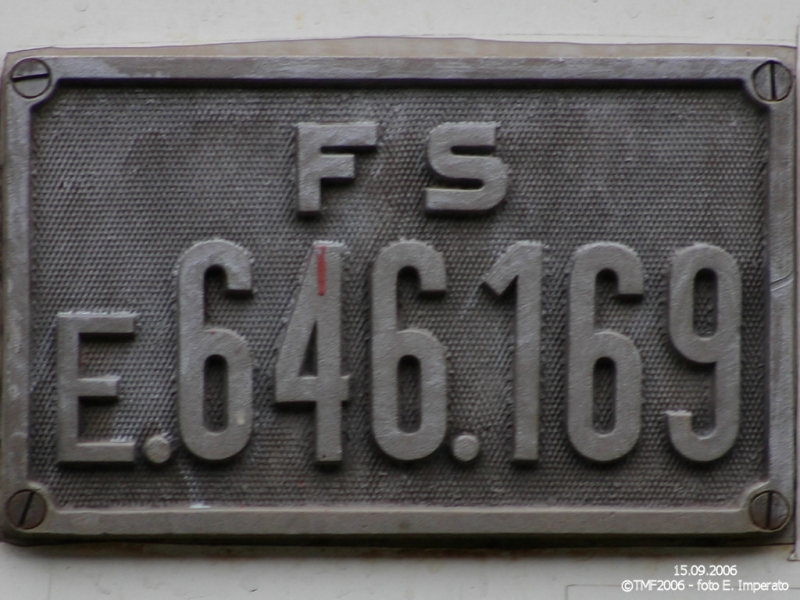 FS
E.646.169
15.09.2006
©TMF2006 - foto E. Imperato